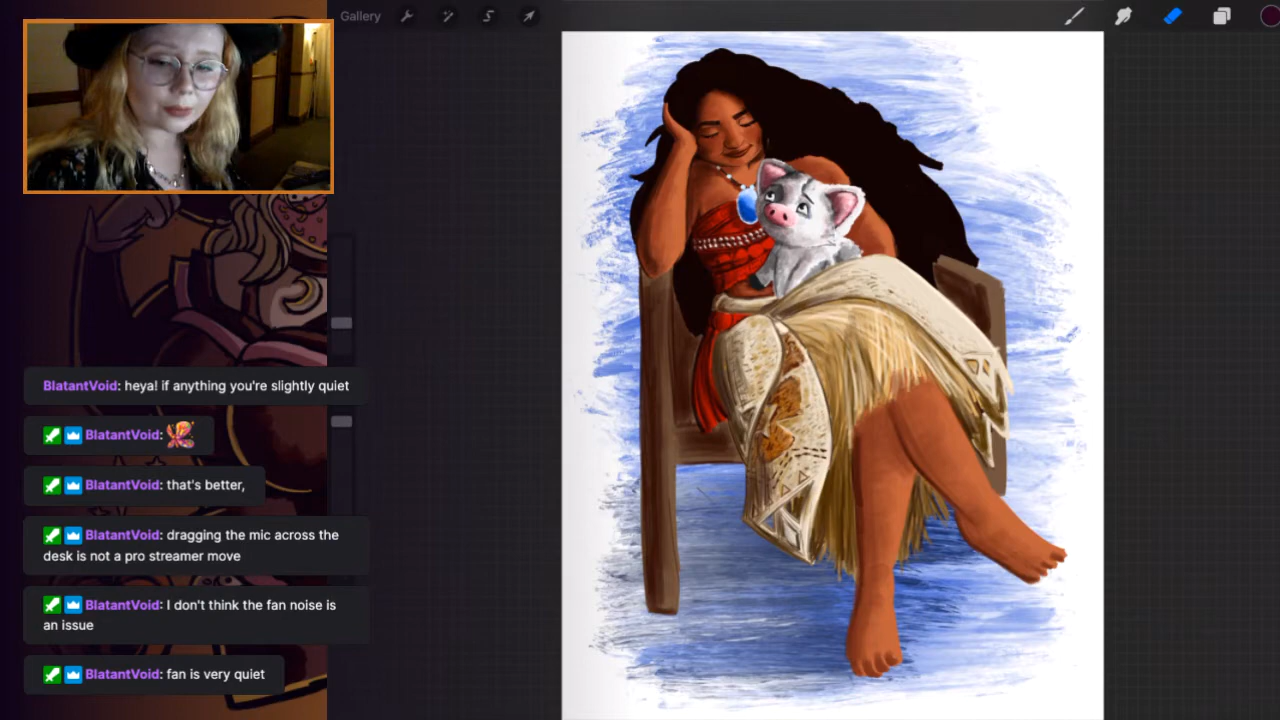 Gallery
BlatantVoid: heya! if anything you're slightly quiet
BlatantVoid:
BlatantVoid: that's better,
BlatantVoid: dragging the mic across the
desk is not a pro streamer move
BlatantVoid: I don't think the fan noise is
an issue
BlatantVoid: fan is very quiet